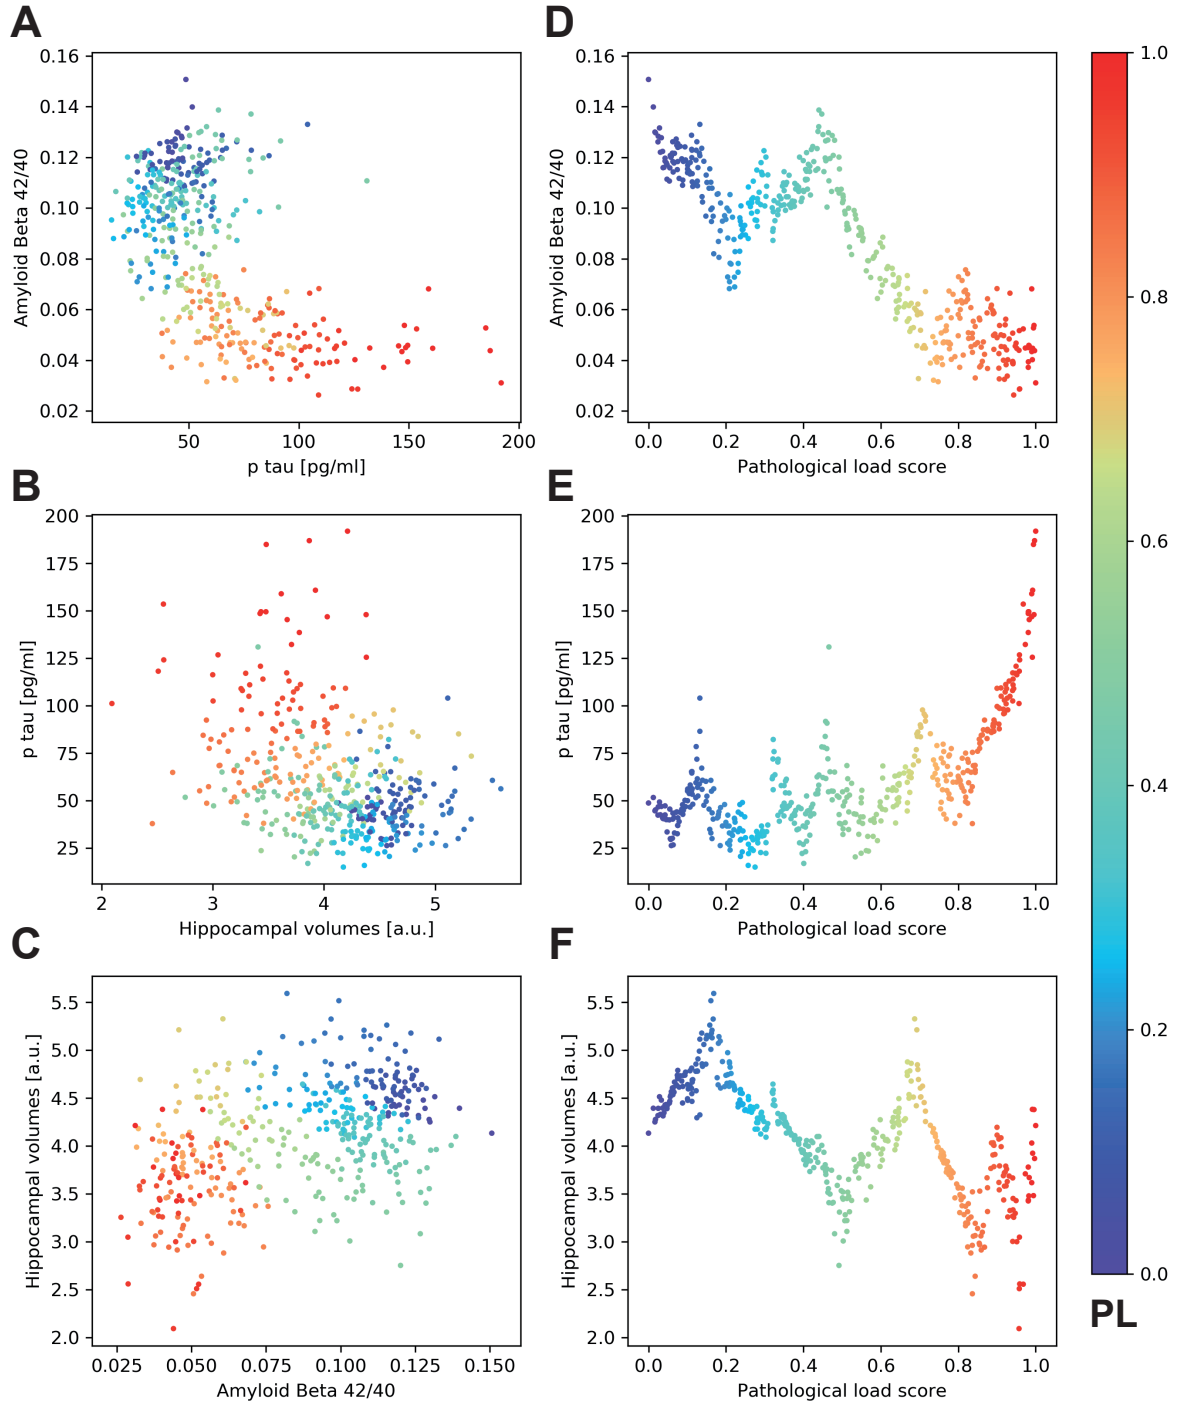 A
Amyloid Beta 42/40
0.16
0.14
0.12
0.10
0.08
0.06
0.04
0.02
50 100 150 200
p tau [pg/ml]
D
Amyloid Beta 42/40
0.16
0.14
0.12
0.10
0.08
0.06
0.04
0.02
0.0 0.2 0.4 0.6 0.8 1.0
Pathological load score
B
p tau [pg/ml]
200
175
150
125
100
75
50
25
2 3 4 5
Hippocampal volumes [a.u.]
E
p tau [pg/ml]
200
175
150
125
100
75
50
25
0.0 0.2 0.4 0.6 0.8 1.0
Pathological load score
C
Hippocampal volumes [a.u.]
5.5
5.0
4.5
4.0
3.5
3.0
2.5
2.0
0.025 0.050 0.075 0.100 0.125 0.150
Amyloid Beta 42/40
F
Hippocampal volumes [a.u.]
5.5
5.0
4.5
4.0
3.5
3.0
2.5
2.0
0.0 0.2 0.4 0.6 0.8 1.0
Pathological load score
1.0
0.8
0.6
0.4
0.2
0.0
PL